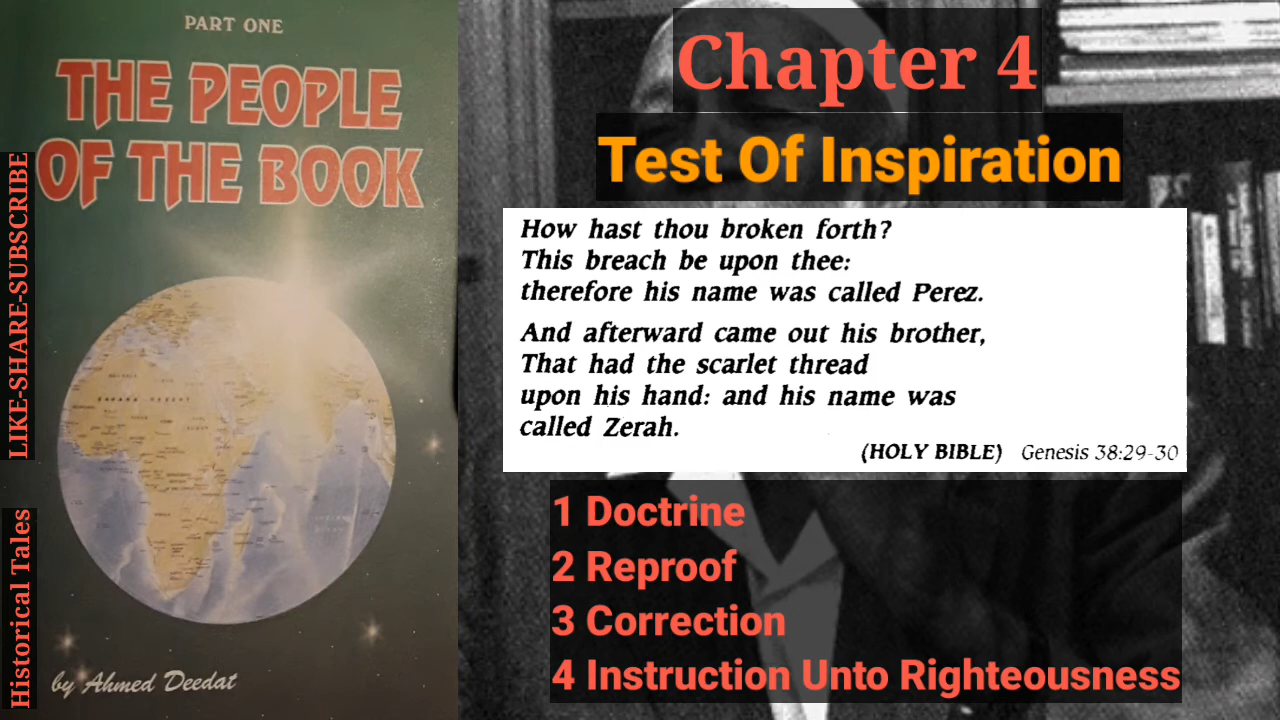 PART ONE
THE PEOPLE
OF THE BOOK
by Ahmed Deedat
LIKE-SHARE-SUBSCRIBE
Historical Tales
Chapter 4
Test Of Inspiration
How hast thou broken forth?
This breach be upon thee:
therefore his name was called Perez.
And afterward came out his brother,
That had the scarlet thread
upon his hand: and his name was
called Zerah.
(HOLY BIBLE) Genesis 38:29-30
1 Doctrine
2 Reproof
3 Correction
4 Instruction Unto Righteousness